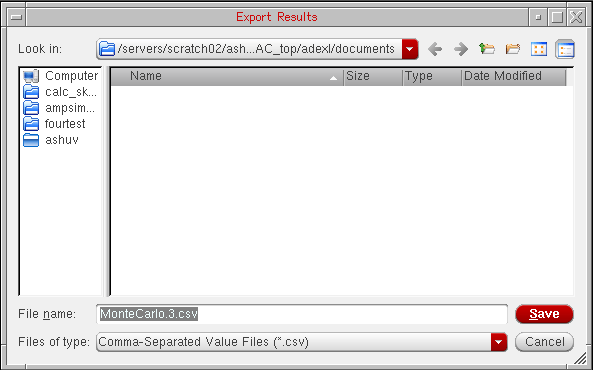 Export Results
Look in: /servers/scratch02/ash...AC_top/adexl/documents
Computer
calc_sk...
ampsim...
fourtest
ashuv
Name Size Type Date Modified
File name: MonteCarlo.3.csv Save
Files of type: Comma-Separated Value Files (*.csv) Cancel